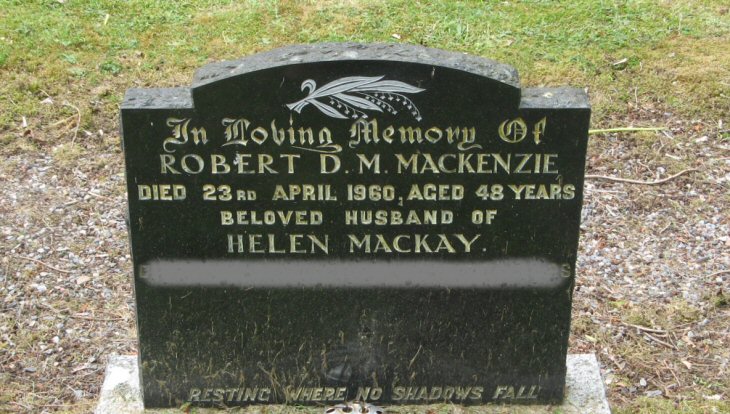 In Loving Memory Of
ROBERT D. M. MACKENZIE
DIED 23RD APRIL 1960, AGED 48 YEARS
BELOVED HUSBAND OF
HELEN MACKAY.
RESTING WHERE NO SHADOWS FALL